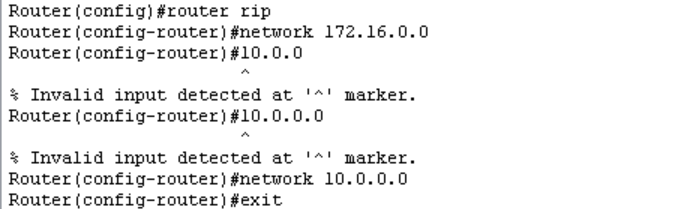 Router(config)#router rip
Router(config-router)#network 172.16.0.0
Router(config-router)#10.0.0
^
% Invalid input detected at '^' marker.
Router(config-router)#10.0.0.0
^
% Invalid input detected at '^' marker.
Router(config-router)#network 10.0.0.0
Router(config-router)#exit